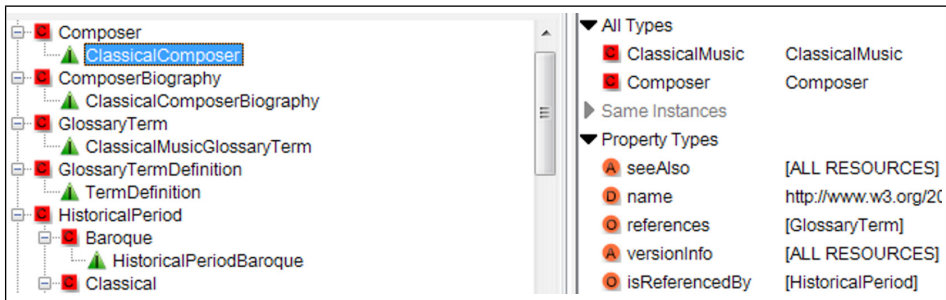 Composer
ClassicalComposer
ComposerBiography
ClassicalComposerBiography
GlossaryTerm
ClassicalMusicGlossaryTerm
GlossaryTermDefinition
TermDefinition
HistoricalPeriod
Baroque
HistoricalPeriodBaroque
Classical
All Types
C ClassicalMusic ClassicalMusic
C Composer Composer
Same Instances
Property Types
A seeAlso [ALL RESOURCES]
D name http://www.w3.org/20
O references [GlossaryTerm]
A versionInfo [ALL RESOURCES]
O isReferencedBy [HistoricalPeriod]